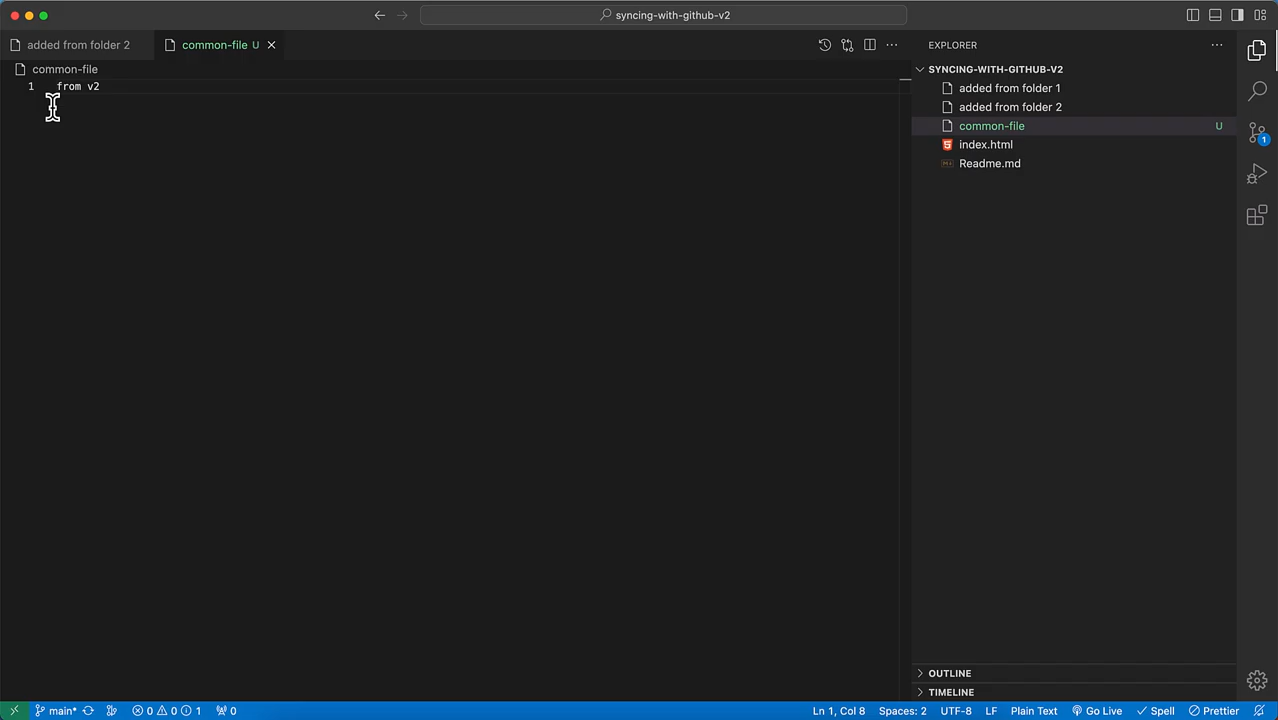 syncing-with-github-v2
added from folder 2
common-file U
EXPLORER
common-file
1 from v2
SYNCING-WITH-GITHUB-V2
added from folder 1
added from folder 2
common-file U
index.html
Readme.md
1
OUTLINE
TIMELINE
main* 0 0 1 0 Ln 1, Col 8 Spaces: 2 UTF-8 LF Plain Text Go Live Spell Prettier